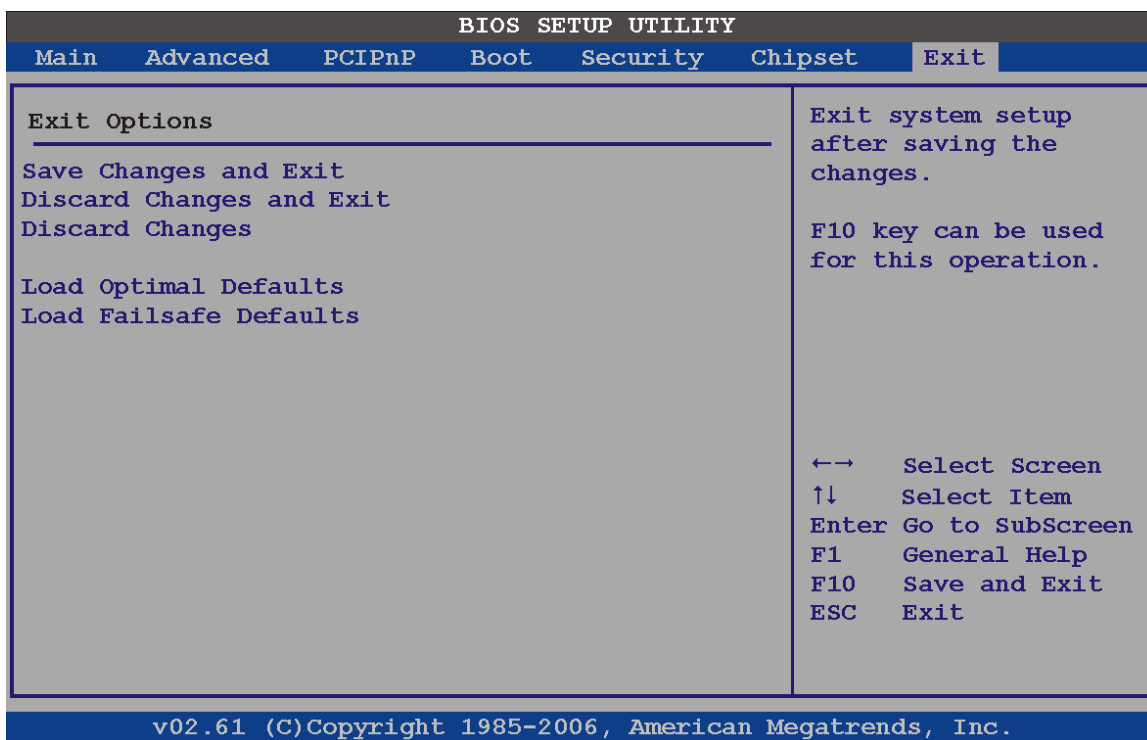 BIOS SETUP UTILITY
Main Advanced PCIPnP Boot Security Chipset Exit
Exit Options
Save Changes and Exit
Discard Changes and Exit
Discard Changes
Load Optimal Defaults
Load Failsafe Defaults
Exit system setup
after saving the
changes.
F10 key can be used
for this operation.
←→ Select Screen
↑↓ Select Item
Enter Go to SubScreen
F1 General Help
F10 Save and Exit
ESC Exit
v02.61 (C)Copyright 1985-2006, American Megatrends, Inc.